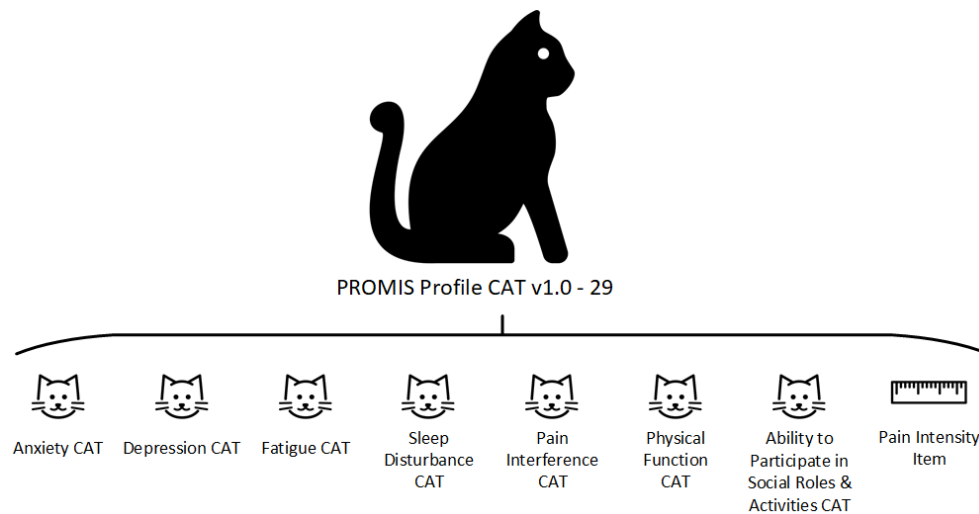 PROMIS Profile CAT v1.0 - 29
Anxiety CAT
Depression CAT
Fatigue CAT
Sleep
Disturbance
CAT
Pain
Interference
CAT
Physical
Function
CAT
Ability to
Participate in
Social Roles &
Activities CAT
Pain Intensity
Item